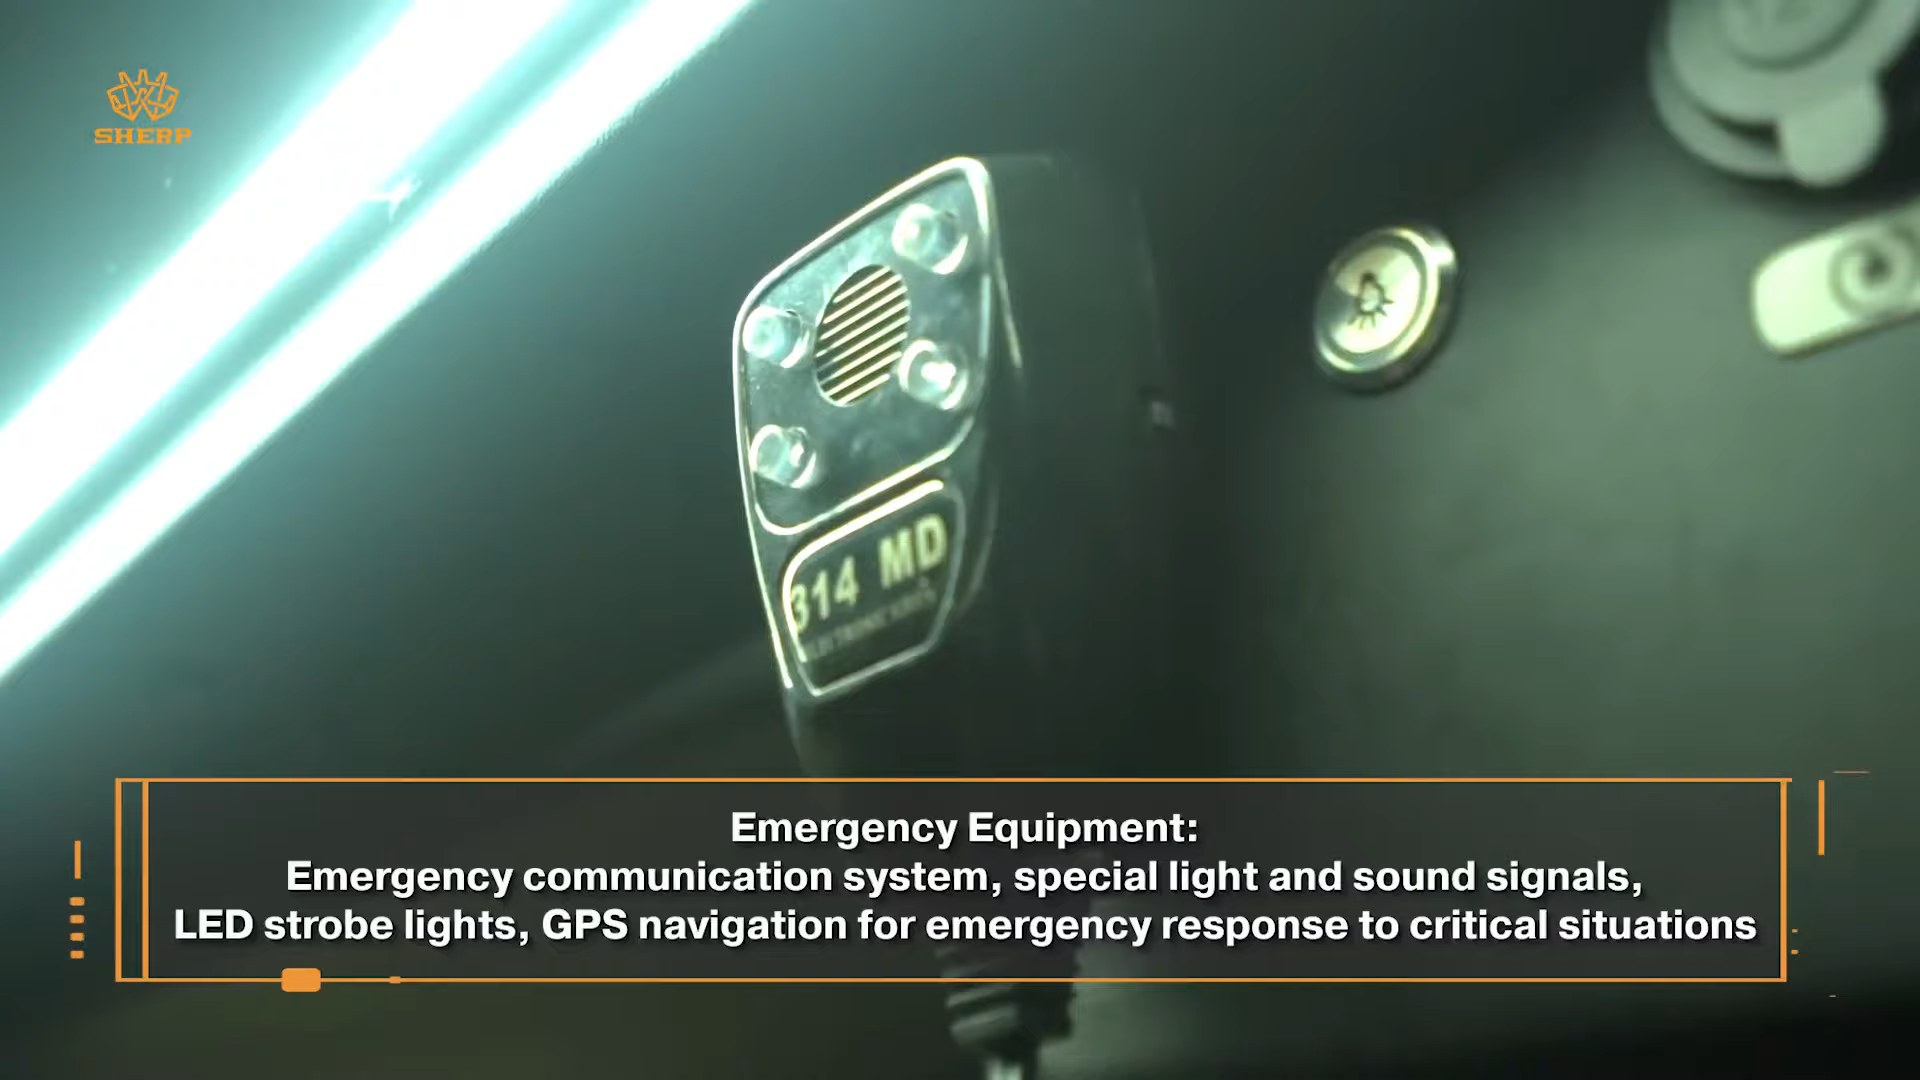 SHERP
314 MD
Emergency Equipment:
Emergency communication system, special light and sound signals,
LED strobe lights, GPS navigation for emergency response to critical situations